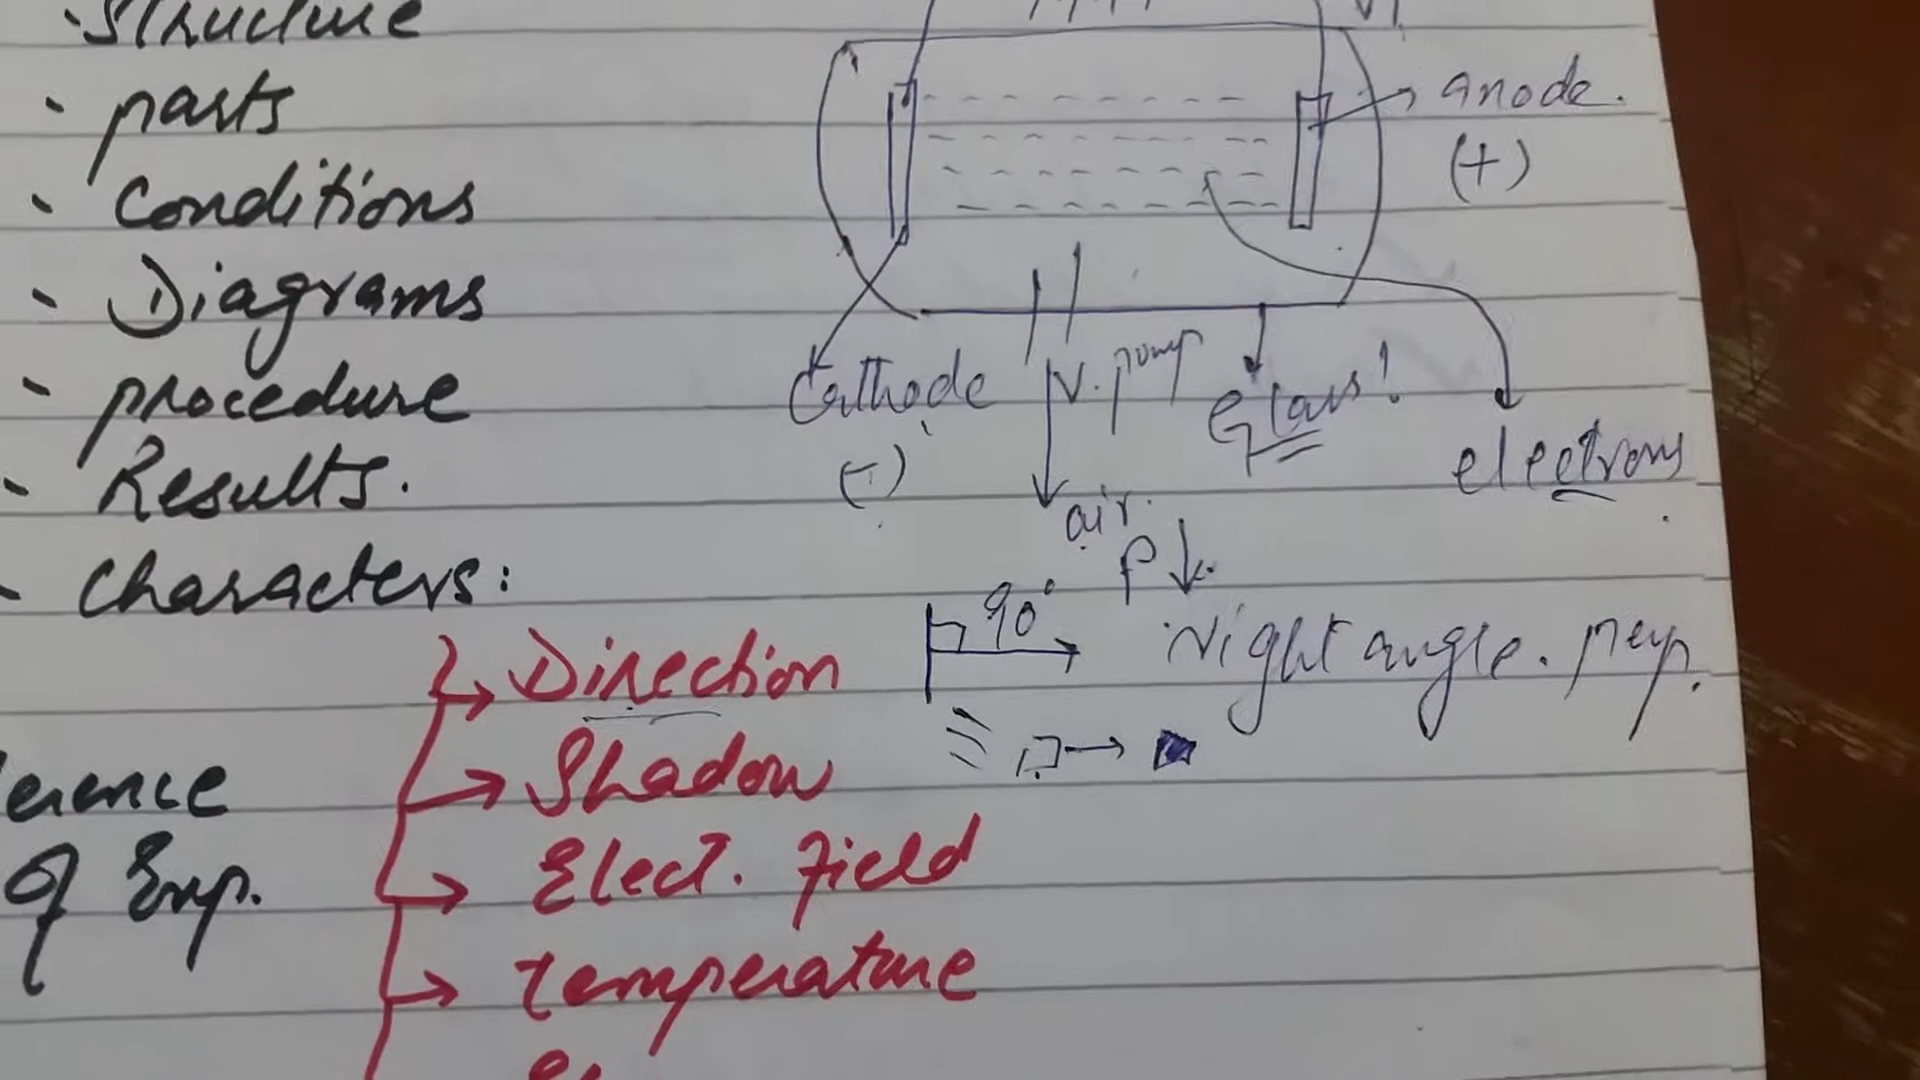 · Structure
· parts
· Conditions
· Diagrams
· procedure
· Results.
· Characters:
anode.
(+)
Cathode
(-)
V. pump
air.
P ↓
Glass!
electrons
→ Direction
90°
right angle. perp.
→ Shadow
→ Elect. field
→ temperature
erence
of Exp.